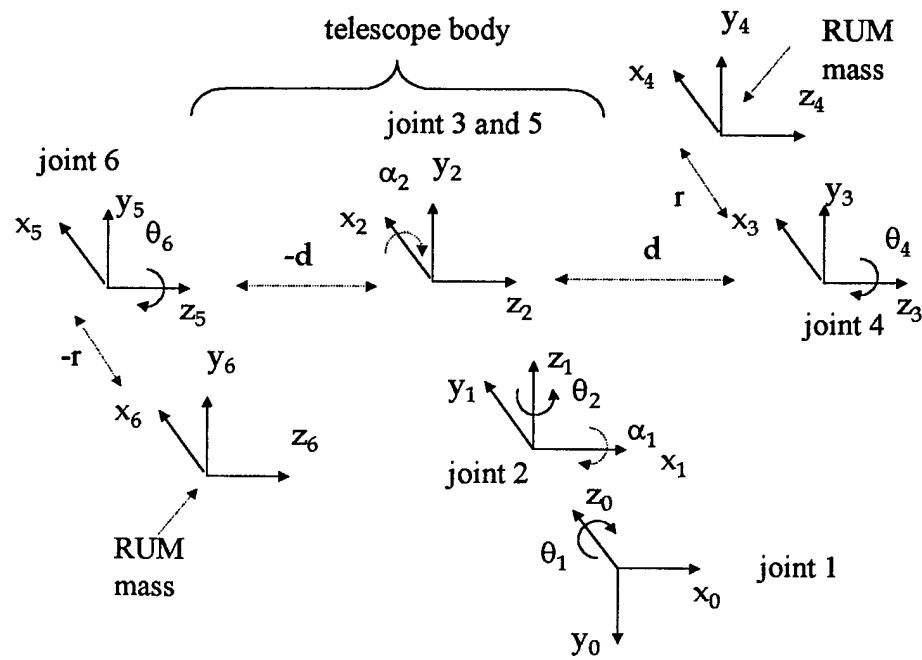 telescope body
y₄
RUM
mass
x₄
z₄
joint 3 and 5
joint 6
α₂
y₂
y₅
r
x₃
y₃
x₅
θ₆
x₂
θ₄
-d
d
z₅
z₂
z₃
joint 4
-r
y₆
z₁
y₁
θ₂
x₆
z₆
α₁
x₁
joint 2
z₀
RUM
mass
θ₁
joint 1
x₀
y₀